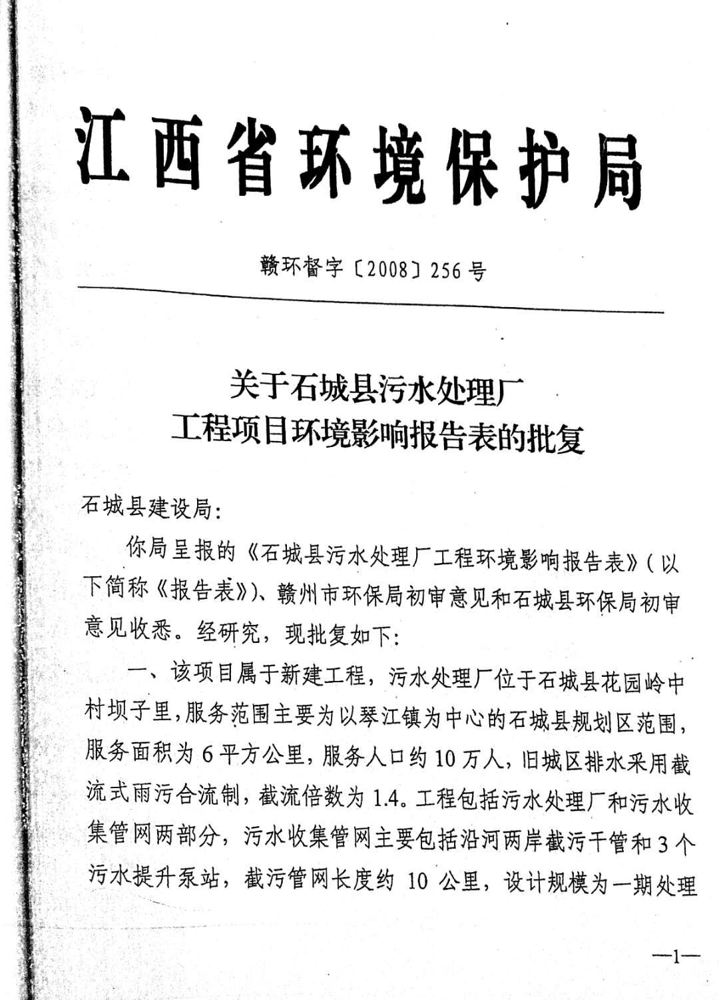 江西省环境保护局
赣环督字〔2008〕256号
关于石城县污水处理厂
工程项目环境影响报告表的批复
石城县建设局：
你局呈报的《石城县污水处理厂工程环境影响报告表》（以
下简称《报告表》）、赣州市环保局初审意见和石城县环保局初审
意见收悉。经研究，现批复如下：
一、该项目属于新建工程，污水处理厂位于石城县花园岭中
村坝子里，服务范围主要为以琴江镇为中心的石城县规划区范围，
服务面积为6平方公里，服务人口约10万人，旧城区排水采用截
流式雨污合流制，截流倍数为1.4。工程包括污水处理厂和污水收
集管网两部分，污水收集管网主要包括沿河两岸截污干管和3个
污水提升泵站，截污管网长度约 10 公里，设计规模为一期处理
—1—